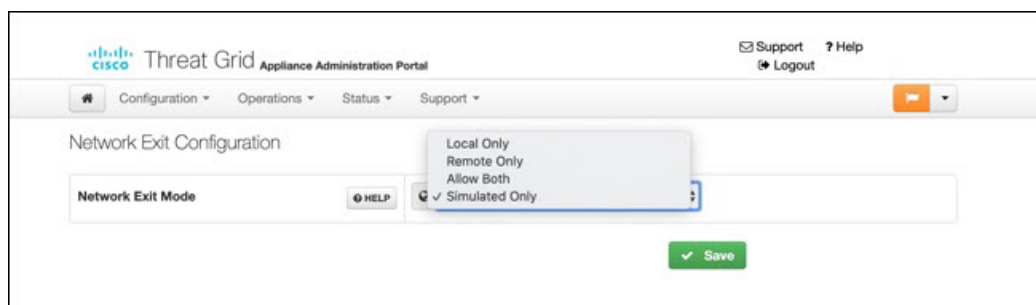 Support ? Help
Logout
cisco Threat Grid Appliance Administration Portal
Configuration Operations Status Support
Network Exit Configuration
Local Only
Remote Only
Allow Both
✓ Simulated Only
Network Exit Mode
? HELP
✓ Save